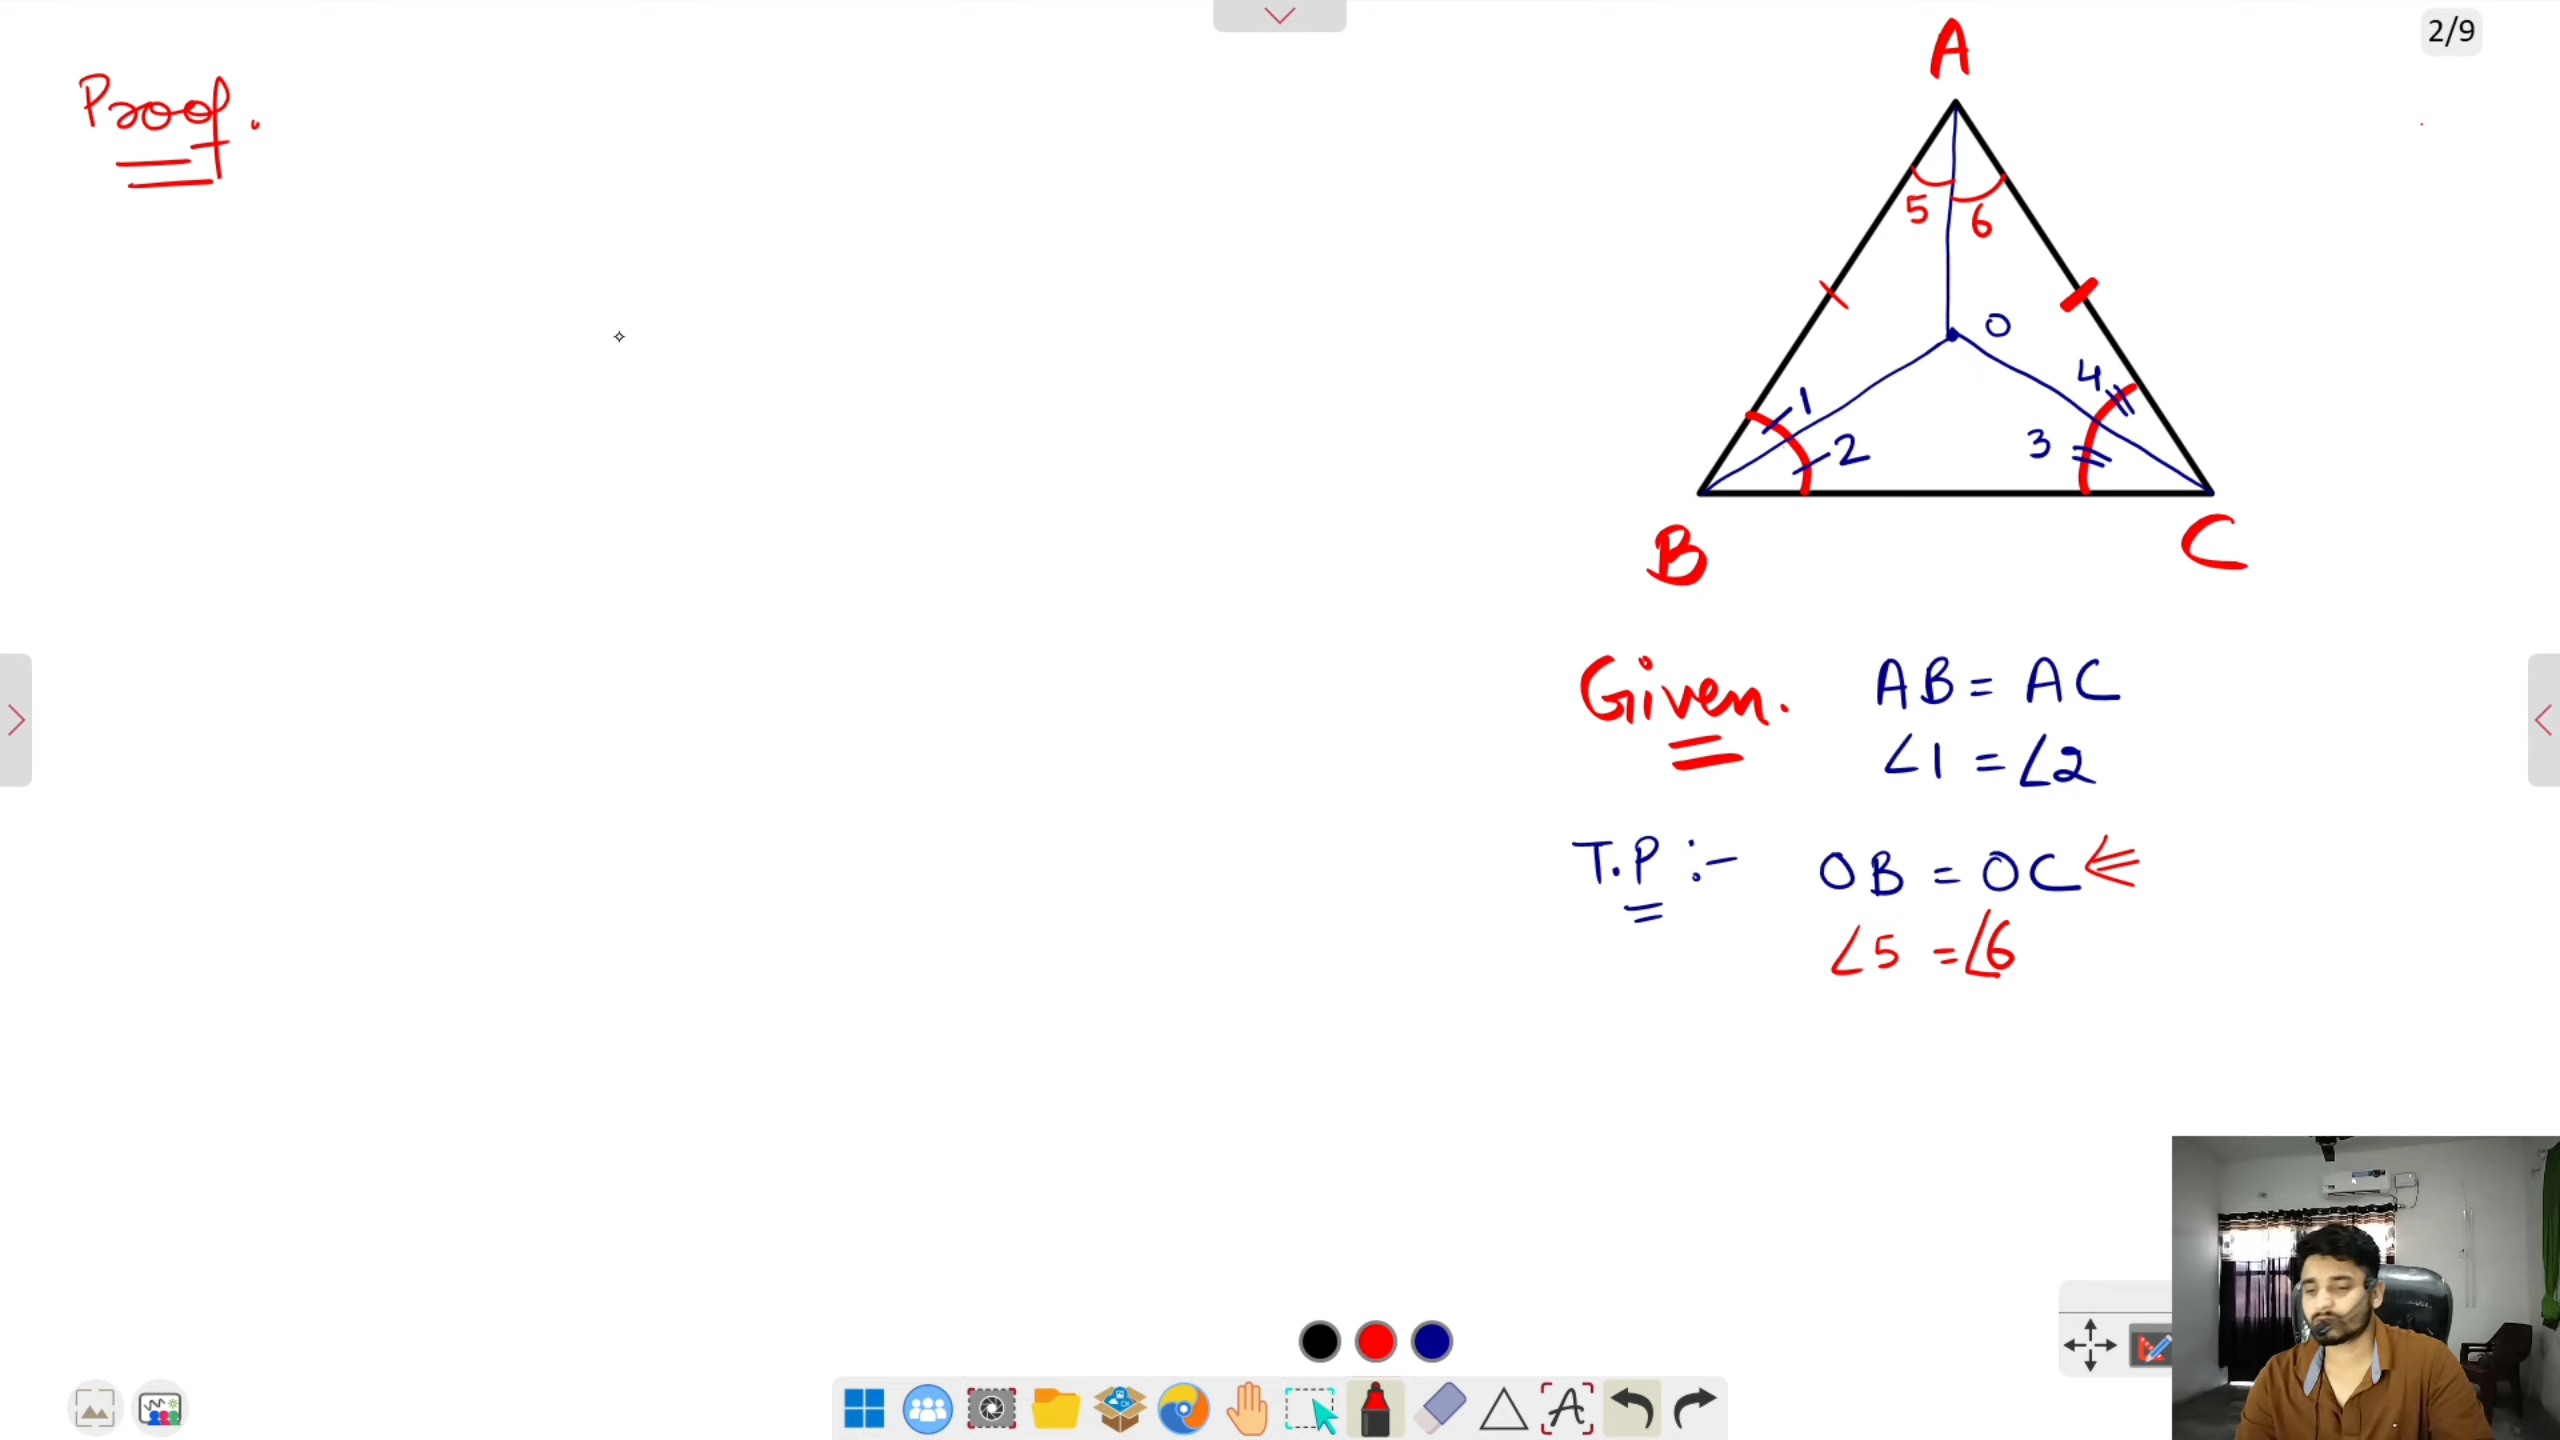 2/9
Proof.
A
5 6
O
1
2
3
4
B
C
Given. AB = AC
∠1 = ∠2
T.P :- OB = OC
∠5 = ∠6